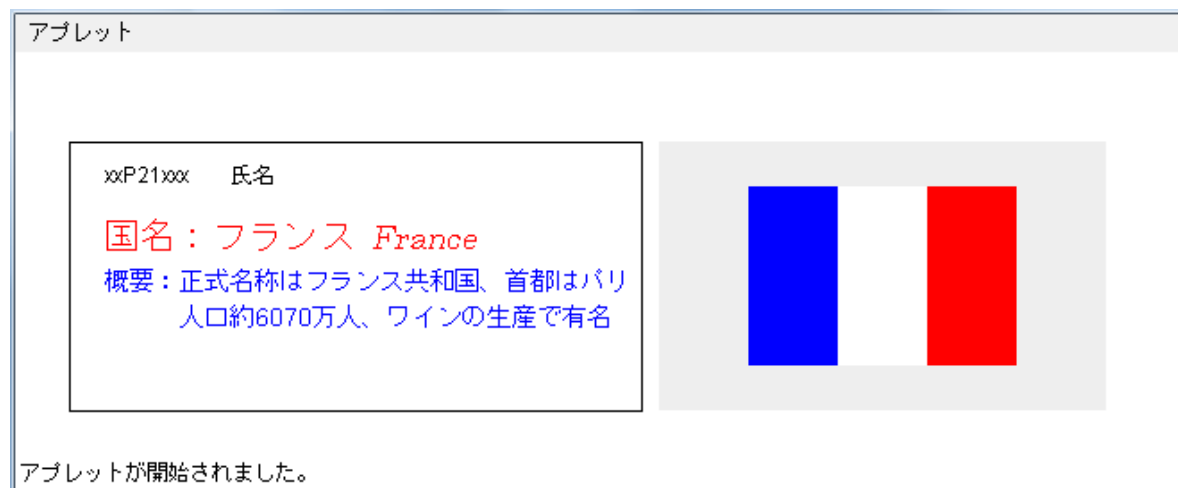 アプレット
xxP21xxx　　氏名
国名：フランス France
概要：正式名称はフランス共和国、首都はパリ
人口約6070万人、ワインの生産で有名
アプレットが開始されました。